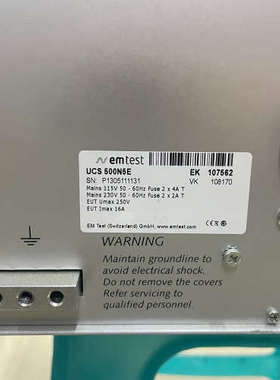 emtest
UCS 500N5E EK 107562
SN: P1305111131 VK 108170
Mains 115V 50 - 60Hz Fuse 2 x 4A T
Mains 230V 50 - 60Hz Fuse 2 x 2A T
EUT Umax 250V
EUT Imax 16A
EM Test (Switzerland) GmbH, www.emtest.com
WARNING
Maintain groundline to
avoid electrical shock.
Do not remove the covers
Refer servicing to
qualified personnel.